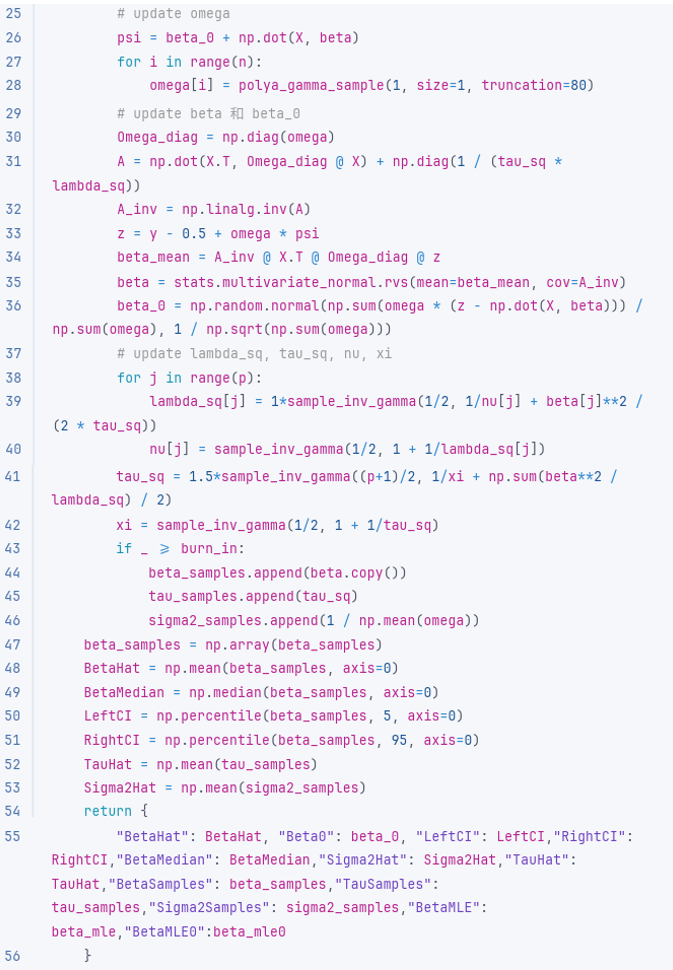 25 # update omega
26 psi = beta_0 + np.dot(X, beta)
27 for i in range(n):
28 omega[i] = polya_gamma_sample(1, size=1, truncation=80)
29 # update beta 和 beta_0
30 Omega_diag = np.diag(omega)
31 A = np.dot(X.T, Omega_diag @ X) + np.diag(1 / (tau_sq *
lambda_sq))
32 A_inv = np.linalg.inv(A)
33 z = y - 0.5 + omega * psi
34 beta_mean = A_inv @ X.T @ Omega_diag @ z
35 beta = stats.multivariate_normal.rvs(mean=beta_mean, cov=A_inv)
36 beta_0 = np.random.normal(np.sum(omega * (z - np.dot(X, beta))) /
np.sum(omega), 1 / np.sqrt(np.sum(omega)))
37 # update lambda_sq, tau_sq, nu, xi
38 for j in range(p):
39 lambda_sq[j] = 1*sample_inv_gamma(1/2, 1/nu[j] + beta[j]**2 /
(2 * tau_sq))
40 nu[j] = sample_inv_gamma(1/2, 1 + 1/lambda_sq[j])
41 tau_sq = 1.5*sample_inv_gamma((p+1)/2, 1/xi + np.sum(beta**2 /
lambda_sq) / 2)
42 xi = sample_inv_gamma(1/2, 1 + 1/tau_sq)
43 if _ ⩾ burn_in:
44 beta_samples.append(beta.copy())
45 tau_samples.append(tau_sq)
46 sigma2_samples.append(1 / np.mean(omega))
47 beta_samples = np.array(beta_samples)
48 BetaHat = np.mean(beta_samples, axis=0)
49 BetaMedian = np.median(beta_samples, axis=0)
50 LeftCI = np.percentile(beta_samples, 5, axis=0)
51 RightCI = np.percentile(beta_samples, 95, axis=0)
52 TauHat = np.mean(tau_samples)
53 Sigma2Hat = np.mean(sigma2_samples)
54 return {
55 "BetaHat": BetaHat, "Beta0": beta_0, "LeftCI": LeftCI,"RightCI":
RightCI,"BetaMedian": BetaMedian,"Sigma2Hat": Sigma2Hat,"TauHat":
TauHat,"BetaSamples": beta_samples,"TauSamples":
tau_samples,"Sigma2Samples": sigma2_samples,"BetaMLE":
beta_mle,"BetaMLE0":beta_mle0
56 }